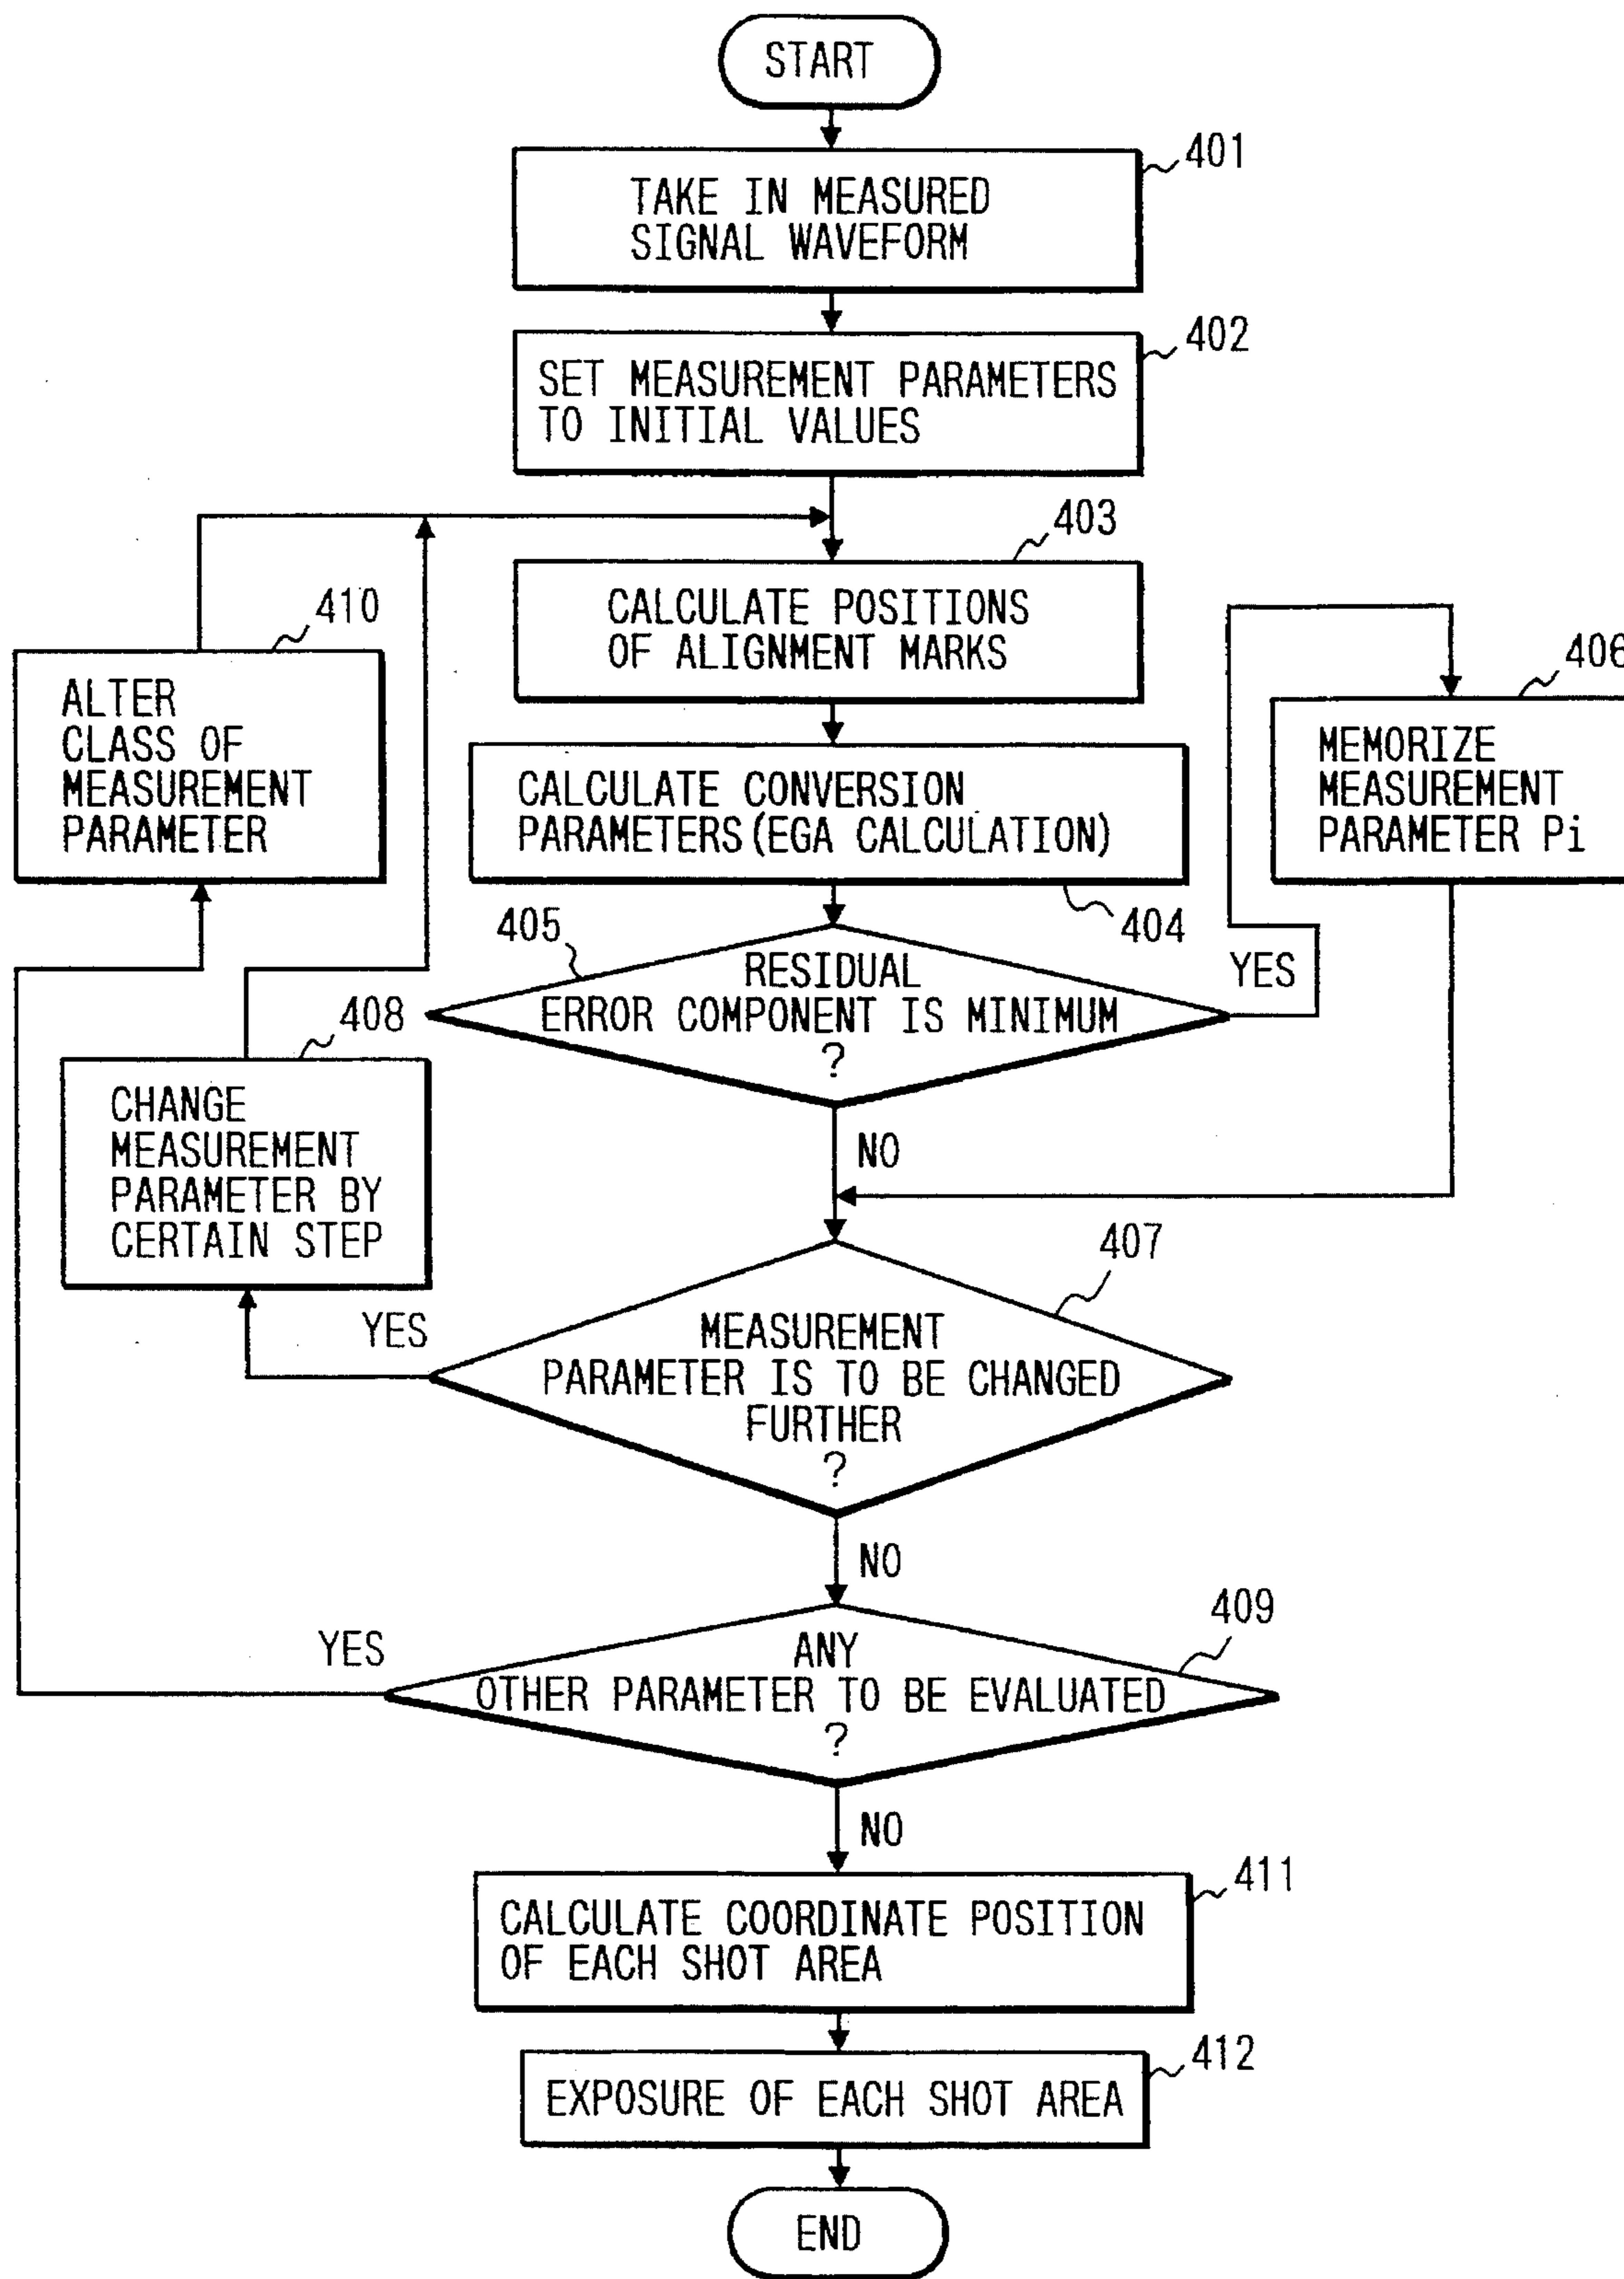 START
401
TAKE IN MEASURED
SIGNAL WAVEFORM
402
SET MEASUREMENT PARAMETERS
TO INITIAL VALUES
403
CALCULATE POSITIONS
OF ALIGNMENT MARKS
410
ALTER
CLASS OF
MEASUREMENT
PARAMETER
406
MEMORIZE
MEASUREMENT
PARAMETER Pi
CALCULATE CONVERSION
PARAMETERS (EGA CALCULATION)
404
405
RESIDUAL
ERROR COMPONENT IS MINIMUM
?
YES
NO
408
CHANGE
MEASUREMENT
PARAMETER BY
CERTAIN STEP
407
YES
MEASUREMENT
PARAMETER IS TO BE CHANGED
FURTHER
?
NO
409
YES
ANY
OTHER PARAMETER TO BE EVALUATED
?
NO
411
CALCULATE COORDINATE POSITION
OF EACH SHOT AREA
412
EXPOSURE OF EACH SHOT AREA
END